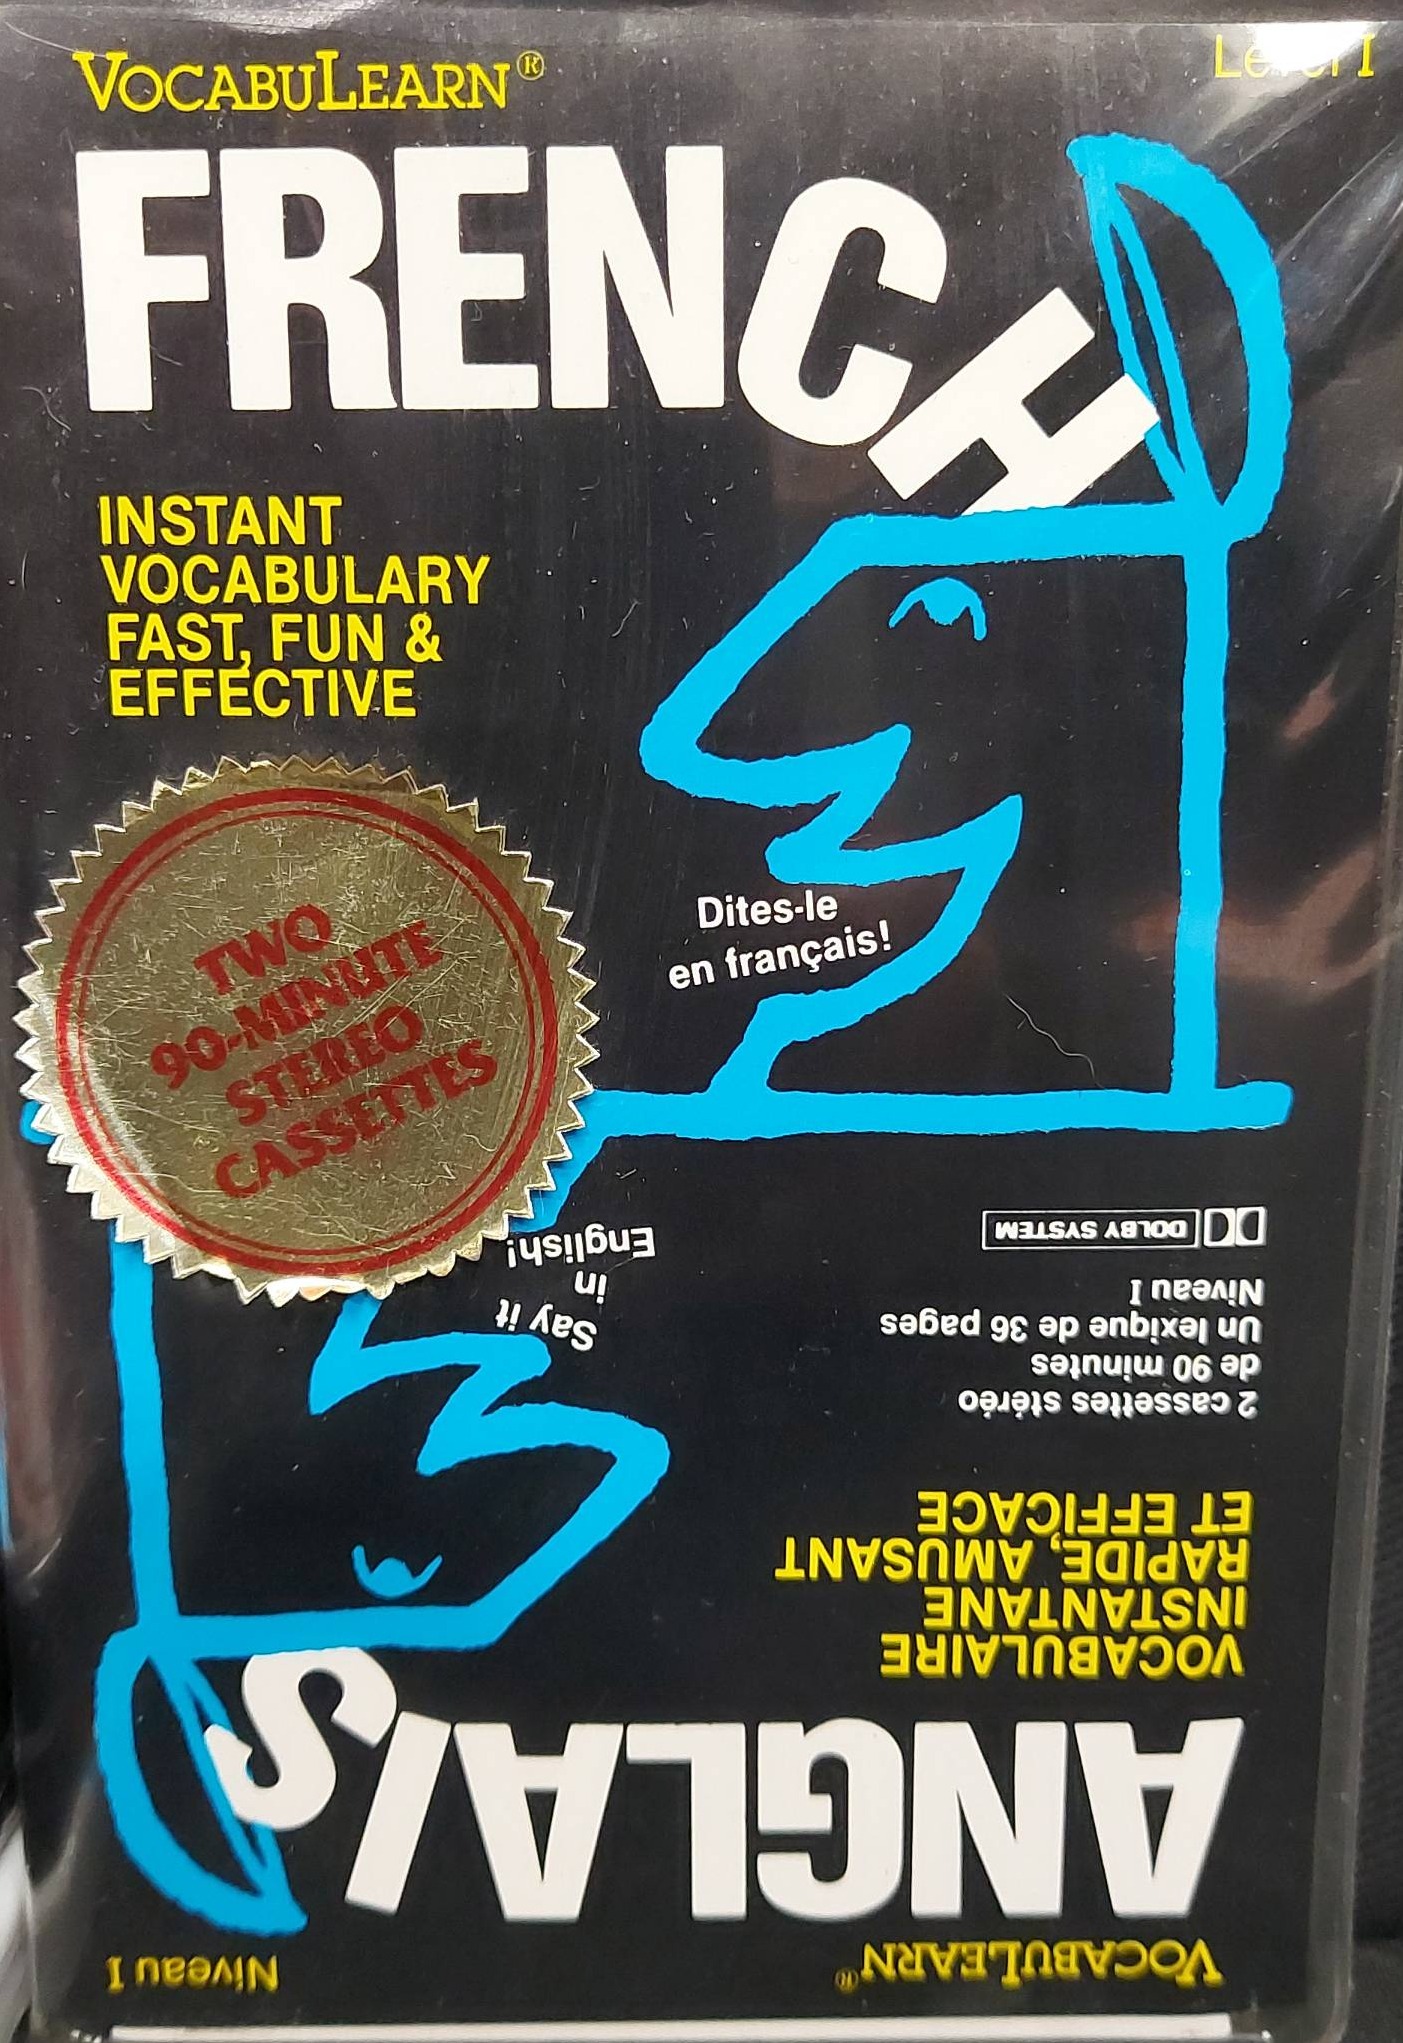 VOCABULEARN®
Level I
FRENCH
INSTANT
VOCABULARY
FAST, FUN &
EFFECTIVE
Dites-le
en français!
TWO
90-MINUTE
STEREO
CASSETTES
VOCABULEARN®
Niveau I
ANGLAIS
VOCABULAIRE
INSTANTANE
RAPIDE, AMUSANT
ET EFFICACE
2 cassettes stéréo
de 90 minutes
Un lexique de 36 pages
Niveau I
DOLBY SYSTEM
Say it
in
English!